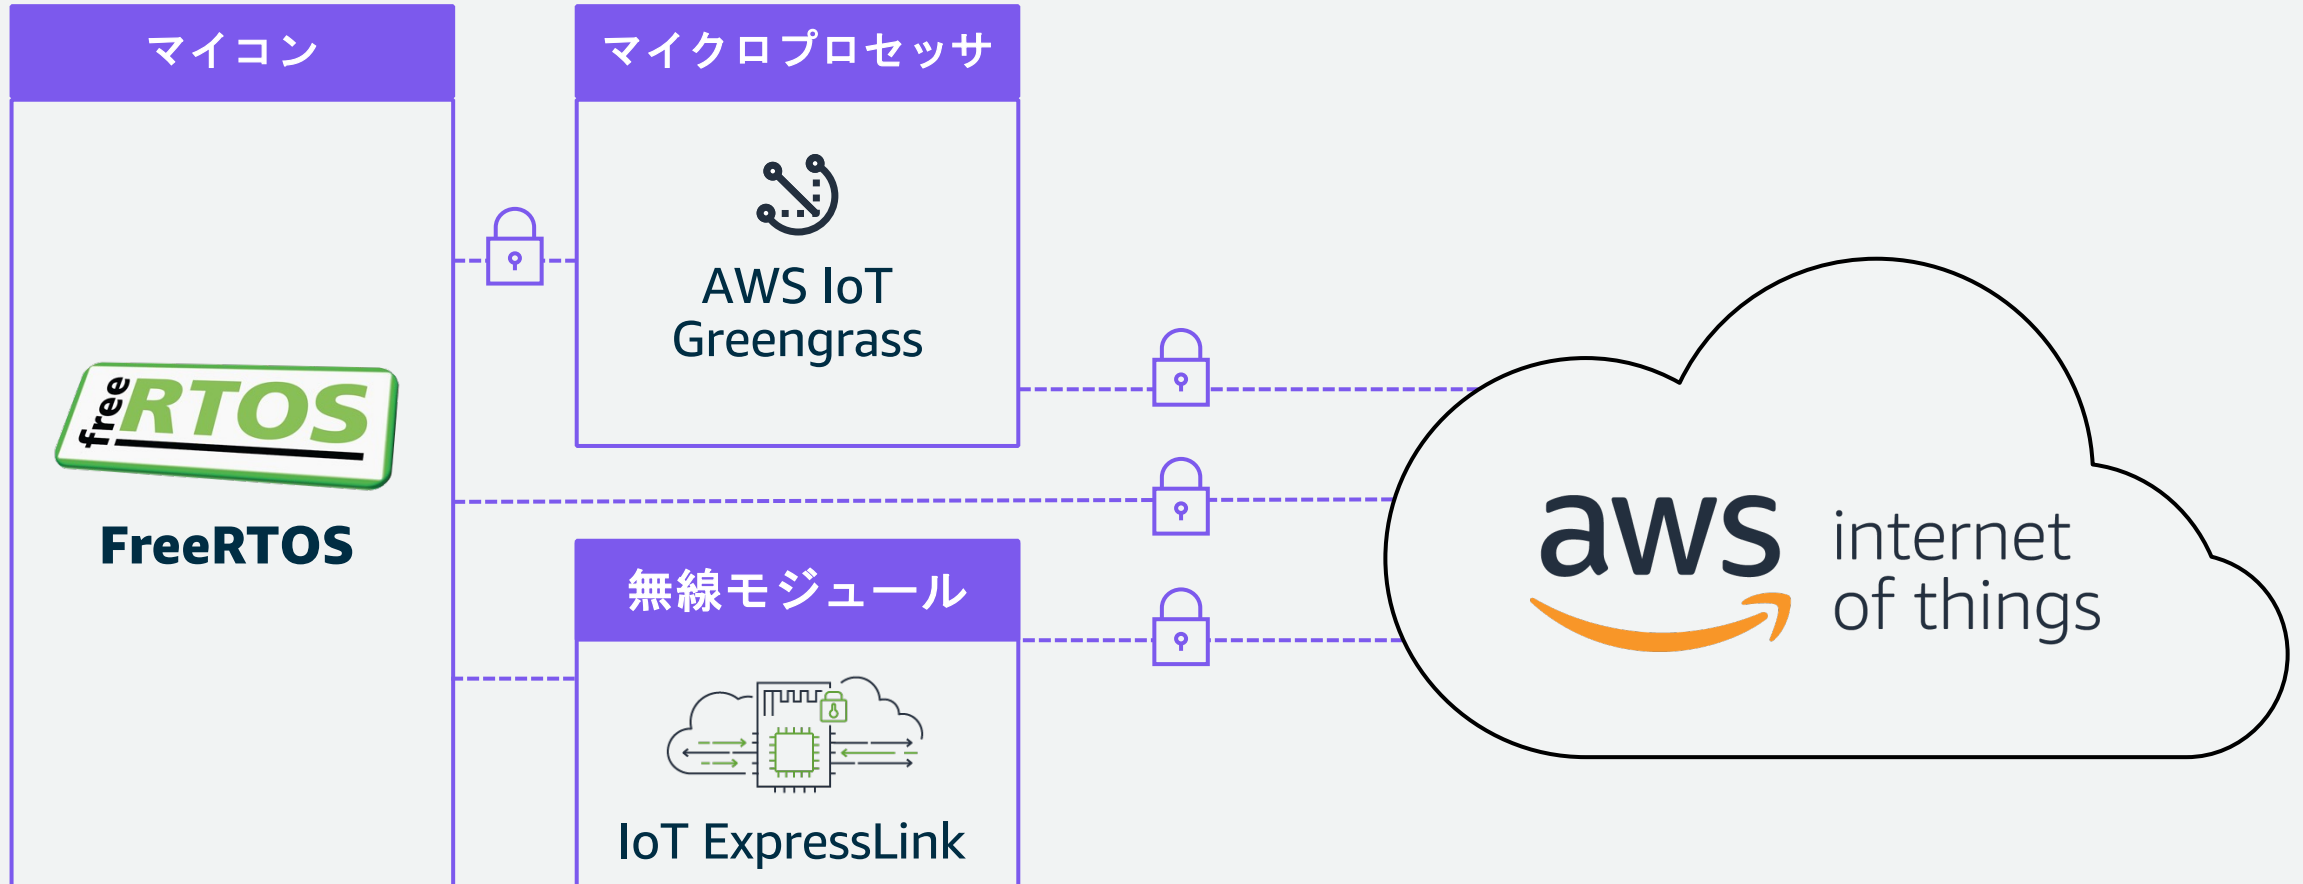 マイコン
マイクロプロセッサ
AWS IoT
Greengrass
free RTOS
FreeRTOS
無線モジュール
IoT ExpressLink
aws
internet
of things